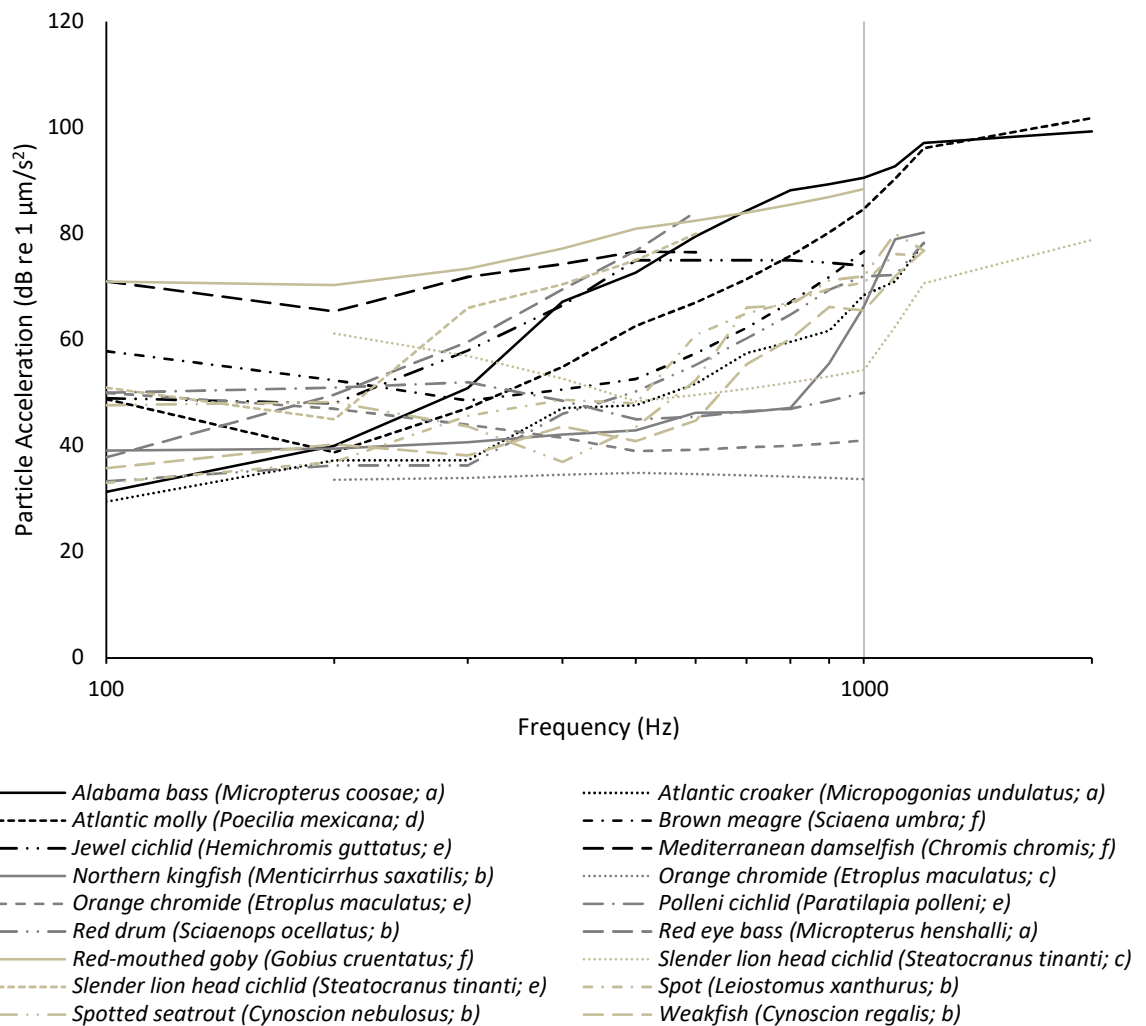 120
100
80
60
40
20
0
Particle Acceleration (dB re 1 µm/s²)
100 1000
Frequency (Hz)
Alabama bass (Micropterus coosae; a) Atlantic croaker (Micropogonias undulatus; a)
Atlantic molly (Poecilia mexicana; d) Brown meagre (Sciaena umbra; f)
Jewel cichlid (Hemichromis guttatus; e) Mediterranean damselfish (Chromis chromis; f)
Northern kingfish (Menticirrhus saxatilis; b) Orange chromide (Etroplus maculatus; c)
Orange chromide (Etroplus maculatus; e) Polleni cichlid (Paratilapia polleni; e)
Red drum (Sciaenops ocellatus; b) Red eye bass (Micropterus henshalli; a)
Red-mouthed goby (Gobius cruentatus; f) Slender lion head cichlid (Steatocranus tinanti; c)
Slender lion head cichlid (Steatocranus tinanti; e) Spot (Leiostomus xanthurus; b)
Spotted seatrout (Cynoscion nebulosus; b) Weakfish (Cynoscion regalis; b)